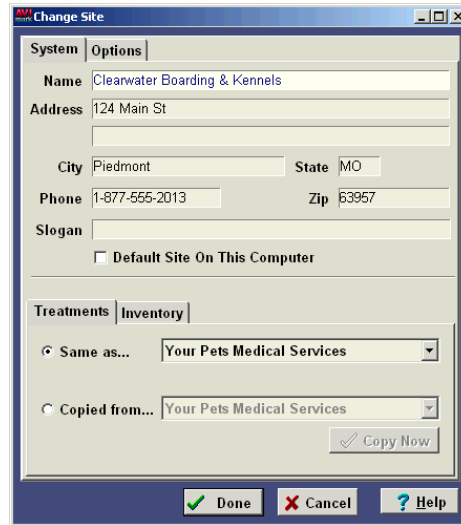 AVI mark Change Site
System Options
Name Clearwater Boarding & Kennels
Address 124 Main St
City Piedmont State MO
Phone 1-877-555-2013 Zip 63957
Slogan
Default Site On This Computer
Treatments Inventory
Same as... Your Pets Medical Services
Copied from... Your Pets Medical Services
Copy Now
Done Cancel ? Help